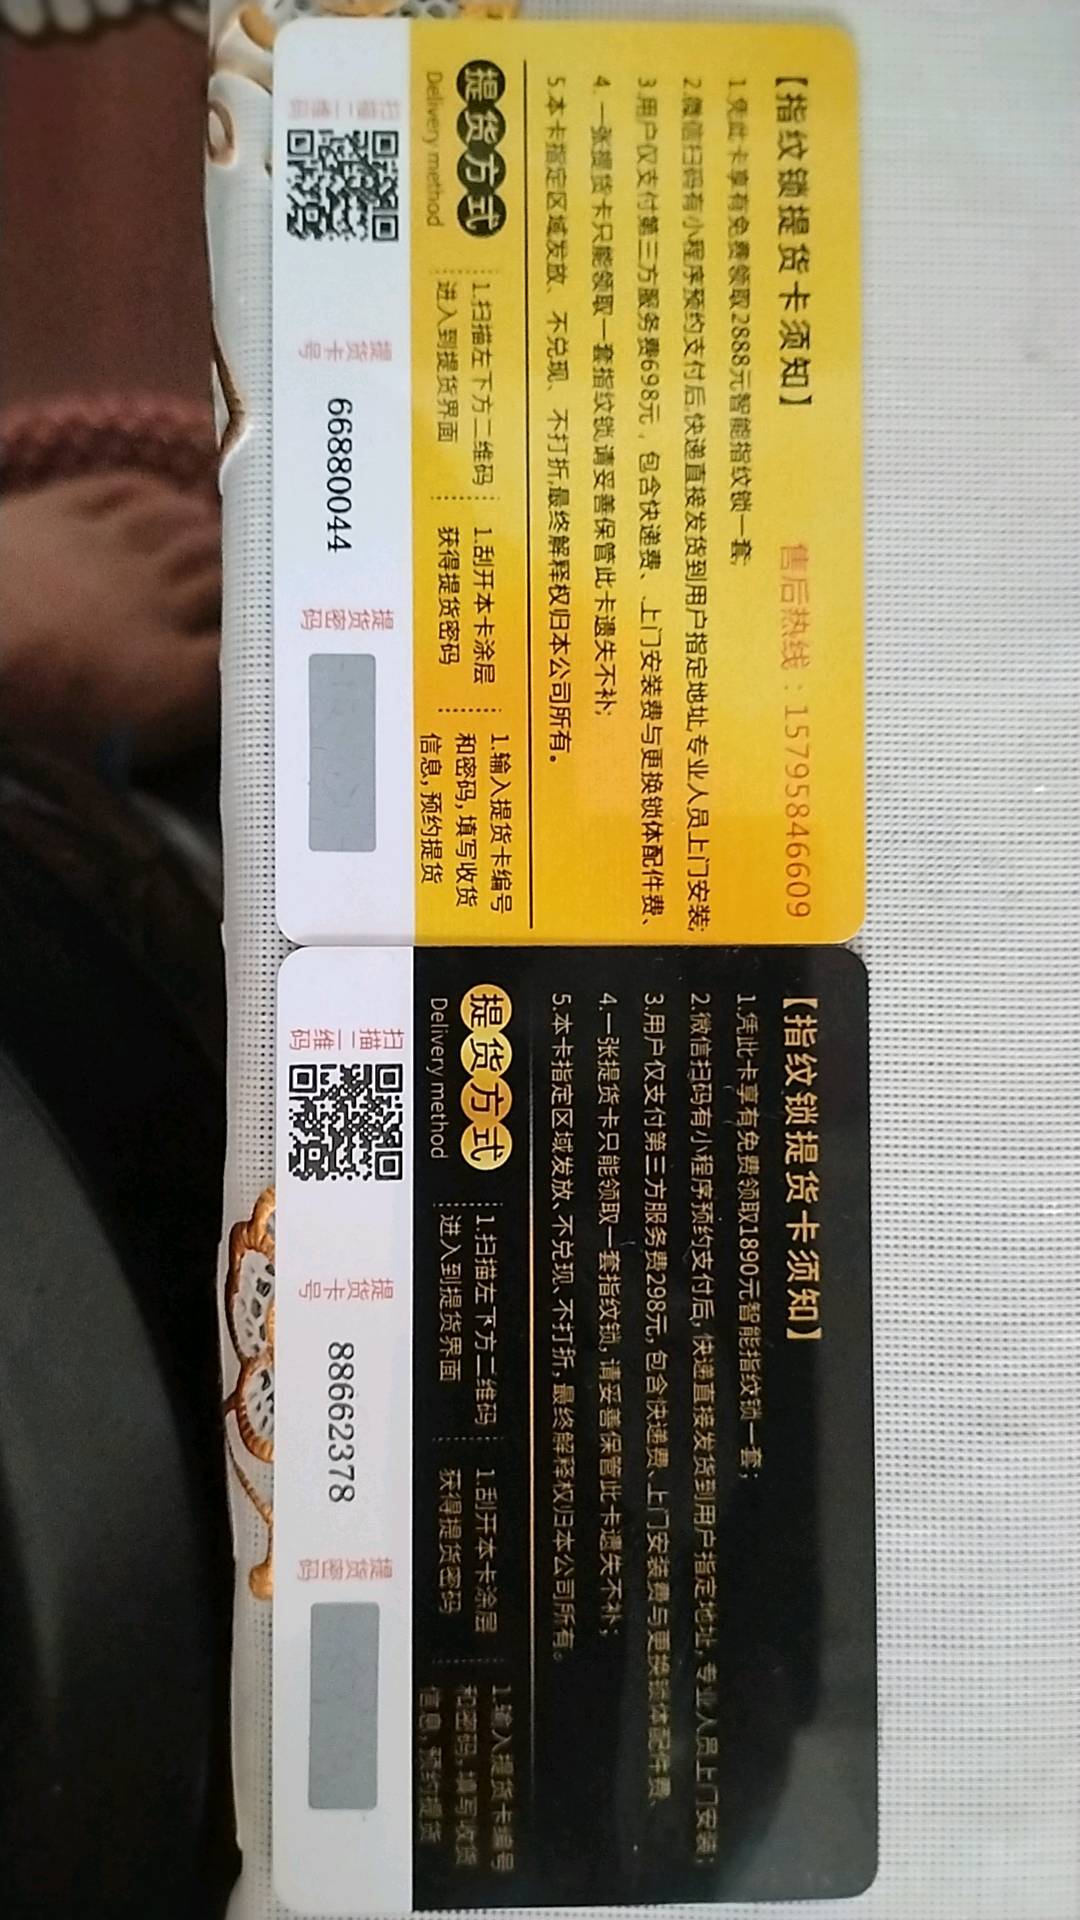 【指纹锁提货卡须知】
售后热线：15795846609
1.凭此卡享有免费领取2888元智能指纹锁一套;
2.微信扫码有小程序预约支付后,快递直接发货到用户指定地址,专业人员上门安装;
3.用户仅支付第三方服务费698元，包含快递费、上门安装费与更换锁体配件费、
4.一张提货卡只能领取一套指纹锁,请妥善保管此卡遗失不补;
5.本卡指定区域发放、不兑现、不打折,最终解释权归本公司所有。
提货方式
Delivery method
1.扫描左下方二维码
进入到提货界面
1.刮开本卡涂层
获得提货密码
1.输入提货卡编号
和密码,填写收货
信息,预约提货
扫描二维码
提货卡号
66880044
提货密码
【指纹锁提货卡须知】
1.凭此卡享有免费领取1890元智能指纹锁一套；
2.微信扫码有小程序预约支付后，快递直接发货到用户指定地址，专业人员上门安装；
3.用户仅支付第三方服务费298元，包含快递费、上门安装费与更换锁体配件费、
4.一张提货卡只能领取一套指纹锁，请妥善保管此卡遗失不补；
5.本卡指定区域发放、不兑现、不打折，最终解释权归本公司所有。
提货方式
Delivery method
1.扫描左下方二维码
进入到提货界面
1.刮开本卡涂层
获得提货密码
1.输入提货卡编号
和密码，填写收货
信息，预约提货
扫描二维码
提货卡号
88662378
提货密码